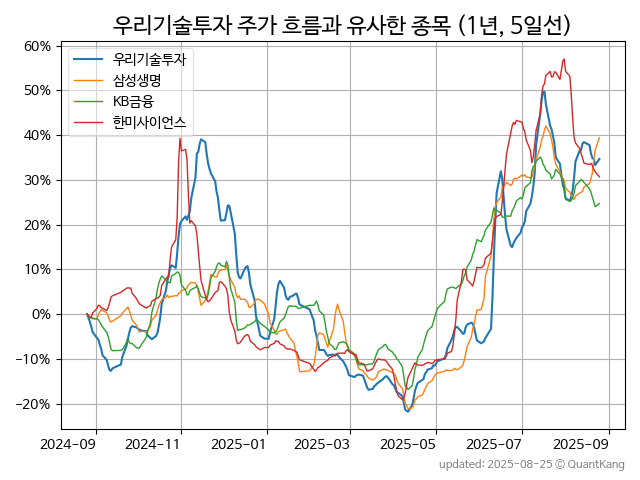 우리기술투자 주가 흐름과 유사한 종목 (1년, 5일선)
우리기술투자
삼성생명
KB금융
한미사이언스
60%
50%
40%
30%
20%
10%
0%
−10%
−20%
2024-09 2024-11 2025-01 2025-03 2025-05 2025-07 2025-09
updated: 2025-08-25 © QuantKang